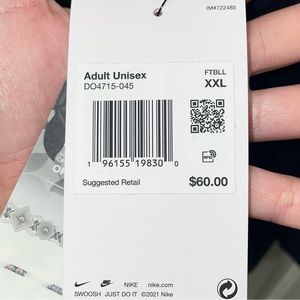 IM#722485
Adult Unisex
DO4715-045
FTBLL
XXL
1 96155 19830 0
Suggested Retail
$60.00
NIKE nike.com
SWOOSH JUST DO IT ©2021 Nike